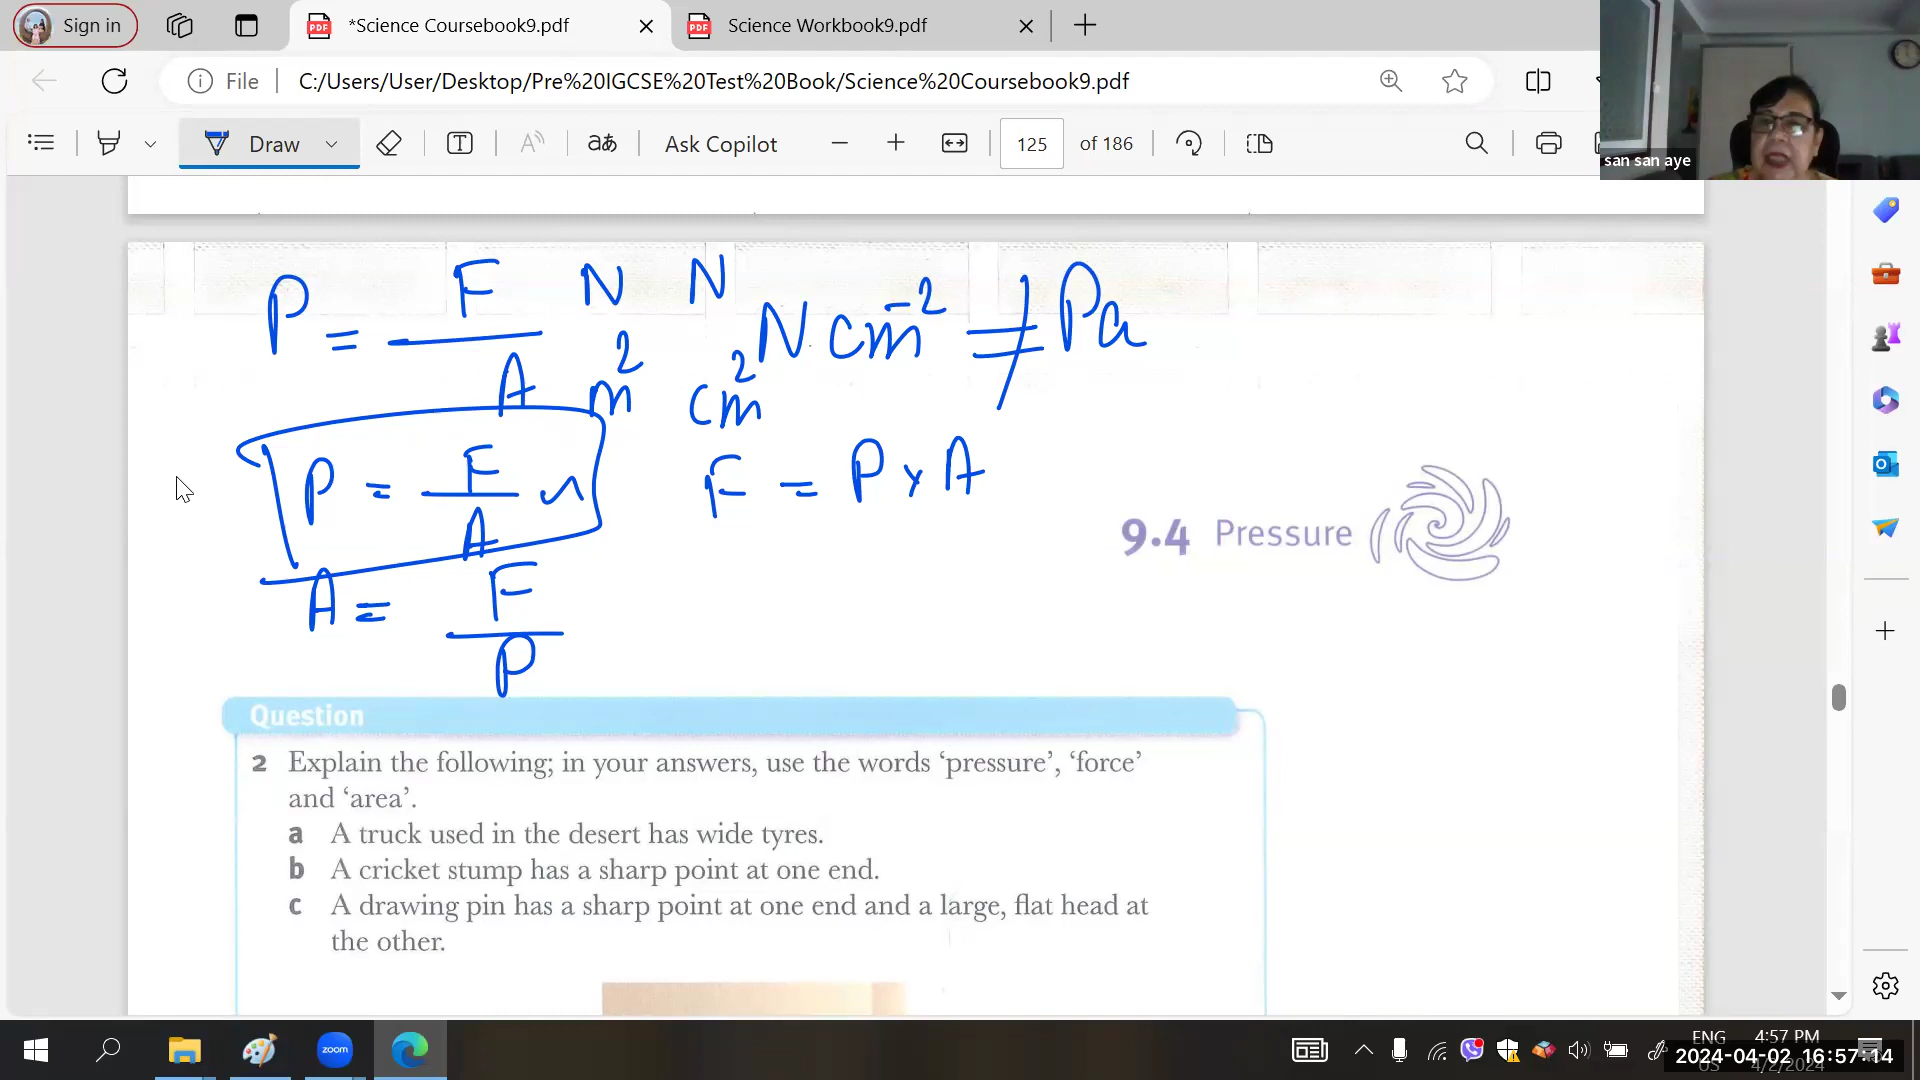 Sign in
*Science Coursebook9.pdf
Science Workbook9.pdf
File
C:/Users/User/Desktop/Pre%20IGCSE%20Test%20Book/Science%20Coursebook9.pdf
Draw
T
aあ
Ask Copilot
125 of 186
san san aye
P = F/A N/m² N/cm² N cm⁻² ≠ Pa
P = F/A
F = P × A
A = F/P
9.4 Pressure
Question
2 Explain the following; in your answers, use the words ‘pressure’, ‘force’
and ‘area’.
a A truck used in the desert has wide tyres.
b A cricket stump has a sharp point at one end.
c A drawing pin has a sharp point at one end and a large, flat head at
the other.
zoom
ENG
4:57 PM
2024-04-02 16:57:14